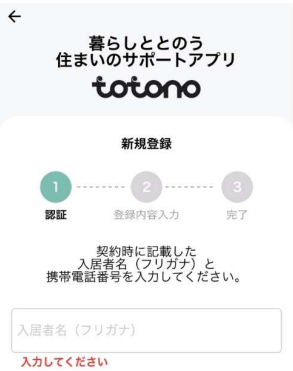 暮らしととのう
住まいのサポートアプリ
totono
新規登録
1 2 3
認証 登録内容入力 完了
契約時に記載した
入居者名(フリガナ)と
携帯電話番号を入力してください。
入居者名(フリガナ)
入力してください